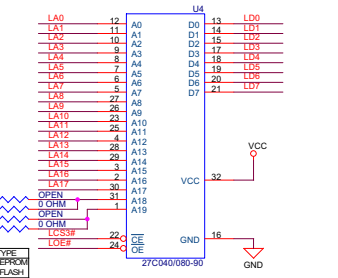 U4
LA0 12 A0 D0 13 LD0
LA1 11 A1 D1 14 LD1
LA2 10 A2 D2 15 LD2
LA3 9 A3 D3 17 LD3
LA4 8 A4 D4 18 LD4
LA5 7 A5 D5 19 LD5
LA6 6 A6 D6 20 LD6
LA7 5 A7 D7 21 LD7
LA8 27 A8
LA9 26 A9
LA10 23 A10
LA11 25 A11
LA12 4 A12
LA13 28 A13
LA14 29 A14
LA15 3 A15
LA16 2 A16
LA17 30 A17
OPEN 31 A18
0 OHM 1 A19
OPEN
0 OHM
VCC
VCC 32
LCS3# 22 CE
LOE# 24 OE
GND 16
GND
27C040/080-90
YPE
EPROM
FLASH